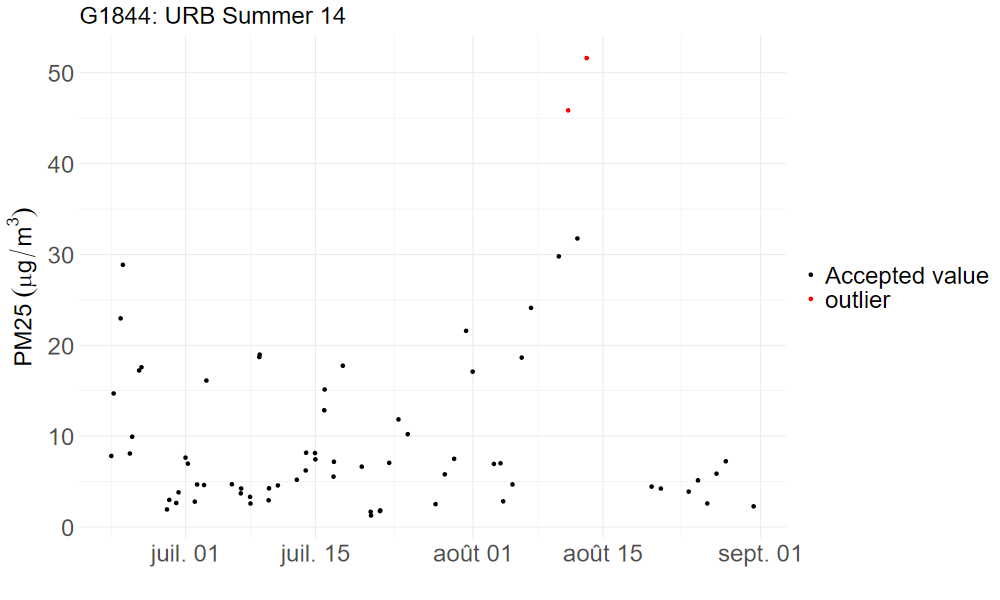 G1844: URB Summer 14
PM25 (μg/m³)
50
40
30
20
10
0
juil. 01
juil. 15
août 01
août 15
sept. 01
Accepted value
outlier